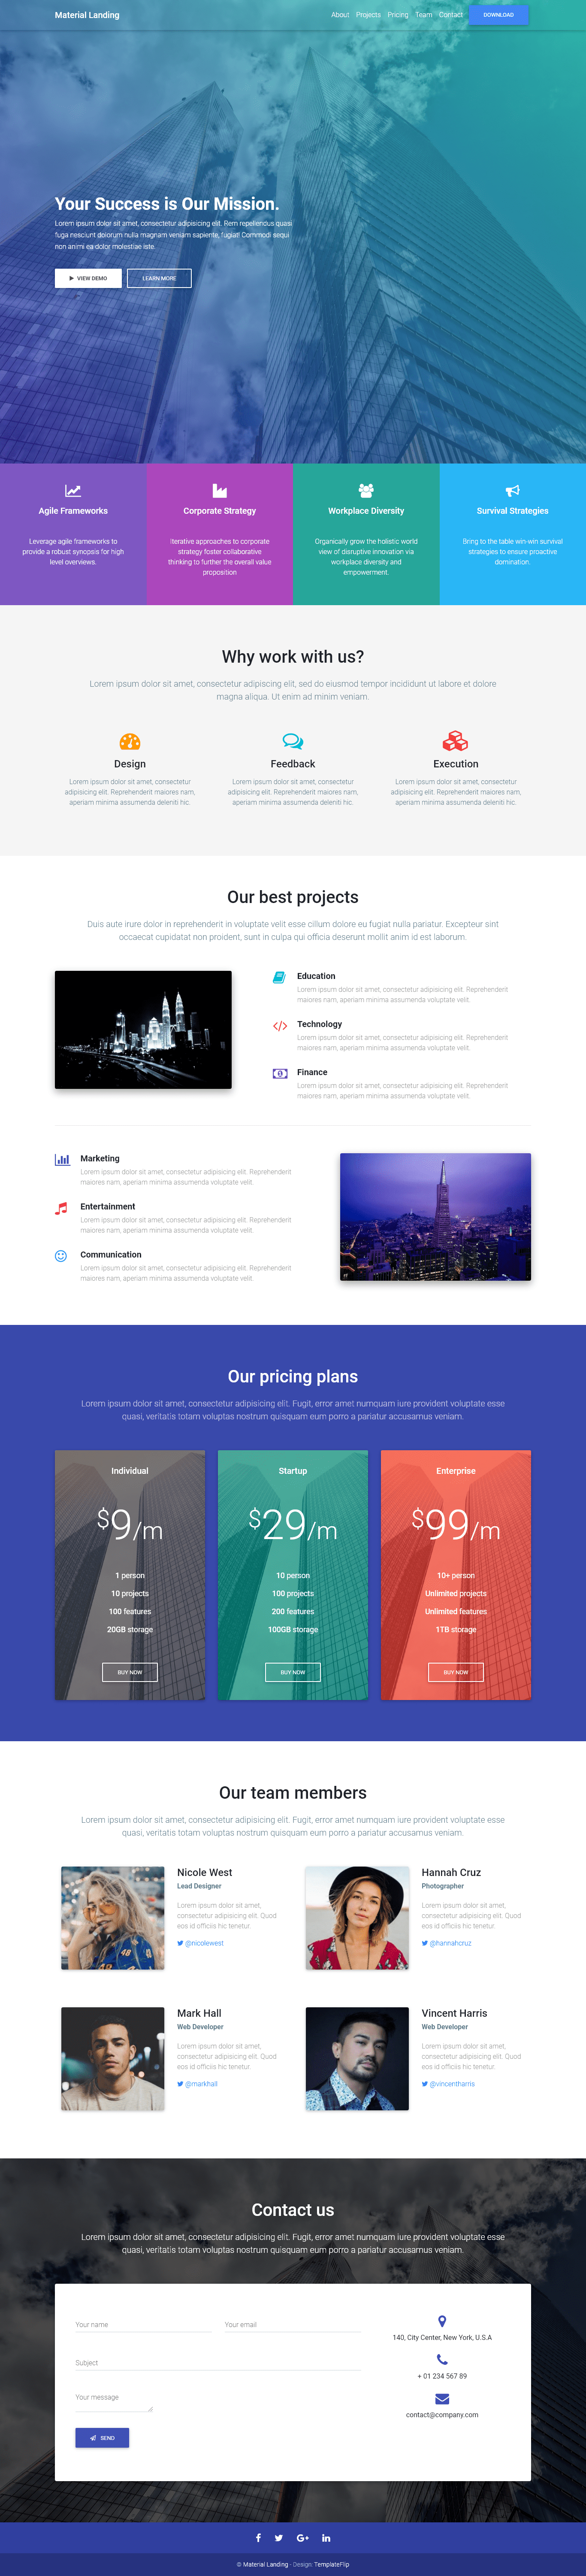 Material Landing
About Projects Pricing Team Contact DOWNLOAD
Your Success is Our Mission.
Lorem ipsum dolor sit amet, consectetur adipisicing elit. Rem repellendus quasi
fuga nesciunt dolorum nulla magnam veniam sapiente, fugiat! Commodi sequi
non animi ea dolor molestiae iste.
VIEW DEMO LEARN MORE
Agile Frameworks
Leverage agile frameworks to
provide a robust synopsis for high
level overviews.
Corporate Strategy
Iterative approaches to corporate
strategy foster collaborative
thinking to further the overall value
proposition
Workplace Diversity
Organically grow the holistic world
view of disruptive innovation via
workplace diversity and
empowerment.
Survival Strategies
Bring to the table win-win survival
strategies to ensure proactive
domination.
Why work with us?
Lorem ipsum dolor sit amet, consectetur adipisicing elit, sed do eiusmod tempor incididunt ut labore et dolore
magna aliqua. Ut enim ad minim veniam.
Design
Lorem ipsum dolor sit amet, consectetur
adipisicing elit. Reprehenderit maiores nam,
aperiam minima assumenda deleniti hic.
Feedback
Lorem ipsum dolor sit amet, consectetur
adipisicing elit. Reprehenderit maiores nam,
aperiam minima assumenda deleniti hic.
Execution
Lorem ipsum dolor sit amet, consectetur
adipisicing elit. Reprehenderit maiores nam,
aperiam minima assumenda deleniti hic.
Our best projects
Duis aute irure dolor in reprehenderit in voluptate velit esse cillum dolore eu fugiat nulla pariatur. Excepteur sint
occaecat cupidatat non proident, sunt in culpa qui officia deserunt mollit anim id est laborum.
Education
Lorem ipsum dolor sit amet, consectetur adipisicing elit. Reprehenderit
maiores nam, aperiam minima assumenda voluptate velit.
Technology
Lorem ipsum dolor sit amet, consectetur adipisicing elit. Reprehenderit
maiores nam, aperiam minima assumenda voluptate velit.
Finance
Lorem ipsum dolor sit amet, consectetur adipisicing elit. Reprehenderit
maiores nam, aperiam minima assumenda voluptate velit.
Marketing
Lorem ipsum dolor sit amet, consectetur adipisicing elit. Reprehenderit
maiores nam, aperiam minima assumenda voluptate velit.
Entertainment
Lorem ipsum dolor sit amet, consectetur adipisicing elit. Reprehenderit
maiores nam, aperiam minima assumenda voluptate velit.
Communication
Lorem ipsum dolor sit amet, consectetur adipisicing elit. Reprehenderit
maiores nam, aperiam minima assumenda voluptate velit.
Our pricing plans
Lorem ipsum dolor sit amet, consectetur adipisicing elit. Fugit, error amet numquam iure provident voluptate esse
quasi, veritatis totam voluptas nostrum quisquam eum porro a pariatur accusamus veniam.
Individual
$9/m
1 person
10 projects
100 features
20GB storage
BUY NOW
Startup
$29/m
10 person
100 projects
200 features
100GB storage
BUY NOW
Enterprise
$99/m
10+ person
Unlimited projects
Unlimited features
1TB storage
BUY NOW
Our team members
Lorem ipsum dolor sit amet, consectetur adipisicing elit. Fugit, error amet numquam iure provident voluptate esse
quasi, veritatis totam voluptas nostrum quisquam eum porro a pariatur accusamus veniam.
Nicole West
Lead Designer
Lorem ipsum dolor sit amet,
consectetur adipisicing elit. Quod
eos id officiis hic tenetur.
@nicolewest
Hannah Cruz
Photographer
Lorem ipsum dolor sit amet,
consectetur adipisicing elit. Quod
eos id officiis hic tenetur.
@hannahcruz
Mark Hall
Web Developer
Lorem ipsum dolor sit amet,
consectetur adipisicing elit. Quod
eos id officiis hic tenetur.
@markhall
Vincent Harris
Web Developer
Lorem ipsum dolor sit amet,
consectetur adipisicing elit. Quod
eos id officiis hic tenetur.
@vincentharris
Contact us
Lorem ipsum dolor sit amet, consectetur adipisicing elit. Fugit, error amet numquam iure provident voluptate esse
quasi, veritatis totam voluptas nostrum quisquam eum porro a pariatur accusamus veniam.
Your name Your email
Subject
Your message
SEND
140, City Center, New York, U.S.A
+ 01 234 567 89
contact@company.com
© Material Landing - Design: TemplateFlip